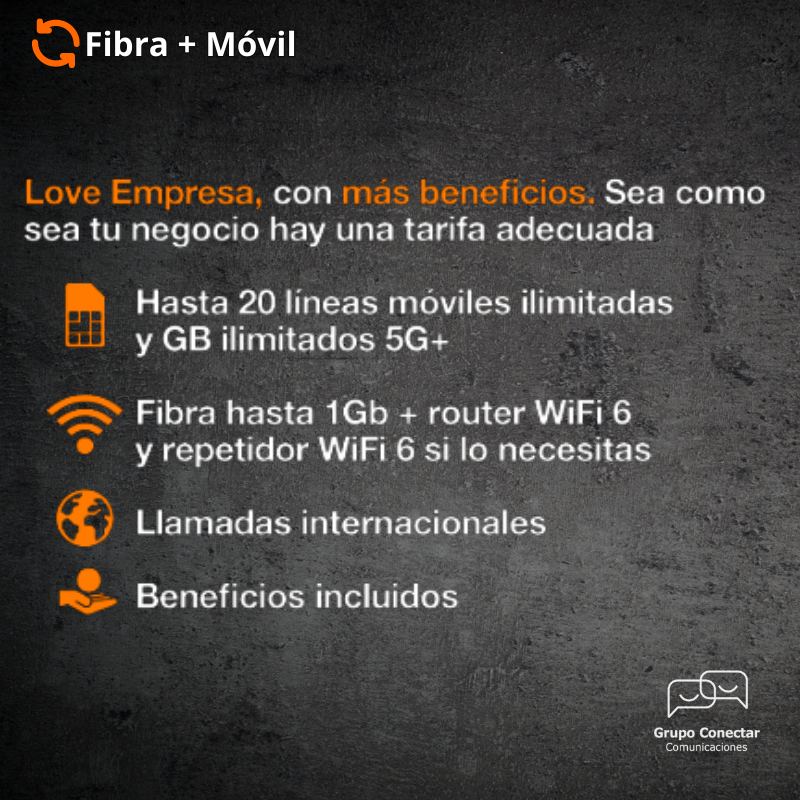 Fibra + Móvil
Love Empresa, con más beneficios. Sea como
sea tu negocio hay una tarifa adecuada
Hasta 20 líneas móviles ilimitadas
y GB ilimitados 5G+
Fibra hasta 1Gb + router WiFi 6
y repetidor WiFi 6 si lo necesitas
Llamadas internacionales
Beneficios incluidos
Grupo Conectar
Comunicaciones